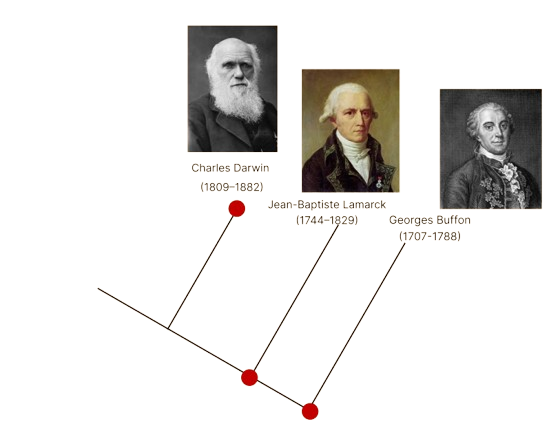 Charles Darwin
(1809–1882)
Jean-Baptiste Lamarck
(1744–1829)
Georges Buffon
(1707-1788)